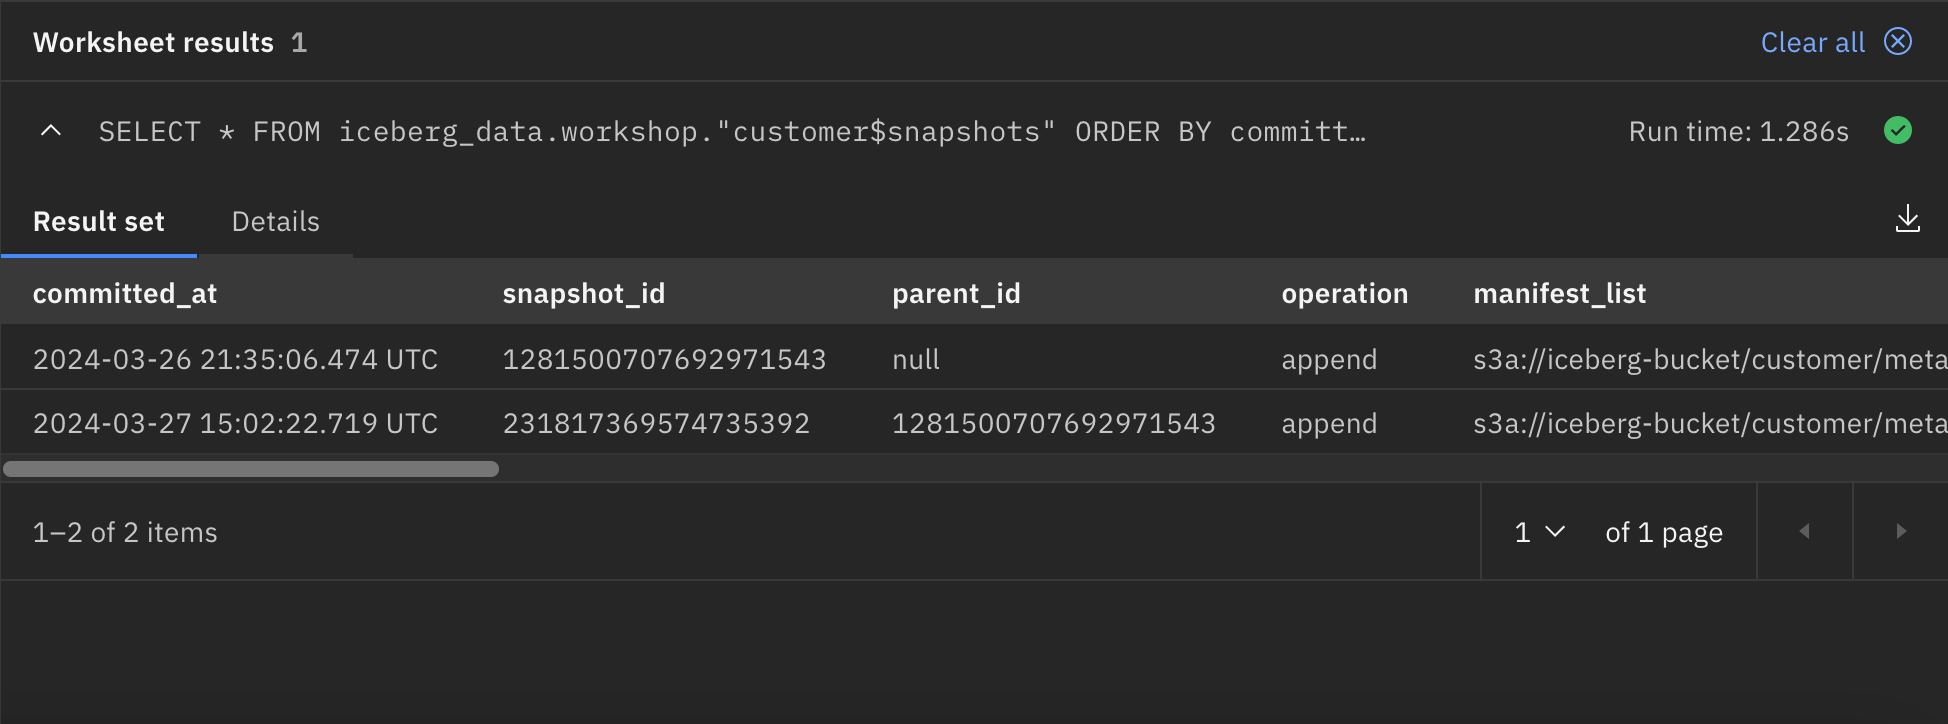 Worksheet results 1 Clear all
SELECT * FROM iceberg_data.workshop."customer$snapshots" ORDER BY committ… Run time: 1.286s
Result set Details
committed_at snapshot_id parent_id operation manifest_list
2024-03-26 21:35:06.474 UTC 1281500707692971543 null append s3a://iceberg-bucket/customer/meta
2024-03-27 15:02:22.719 UTC 231817369574735392 1281500707692971543 append s3a://iceberg-bucket/customer/meta
1–2 of 2 items 1 of 1 page